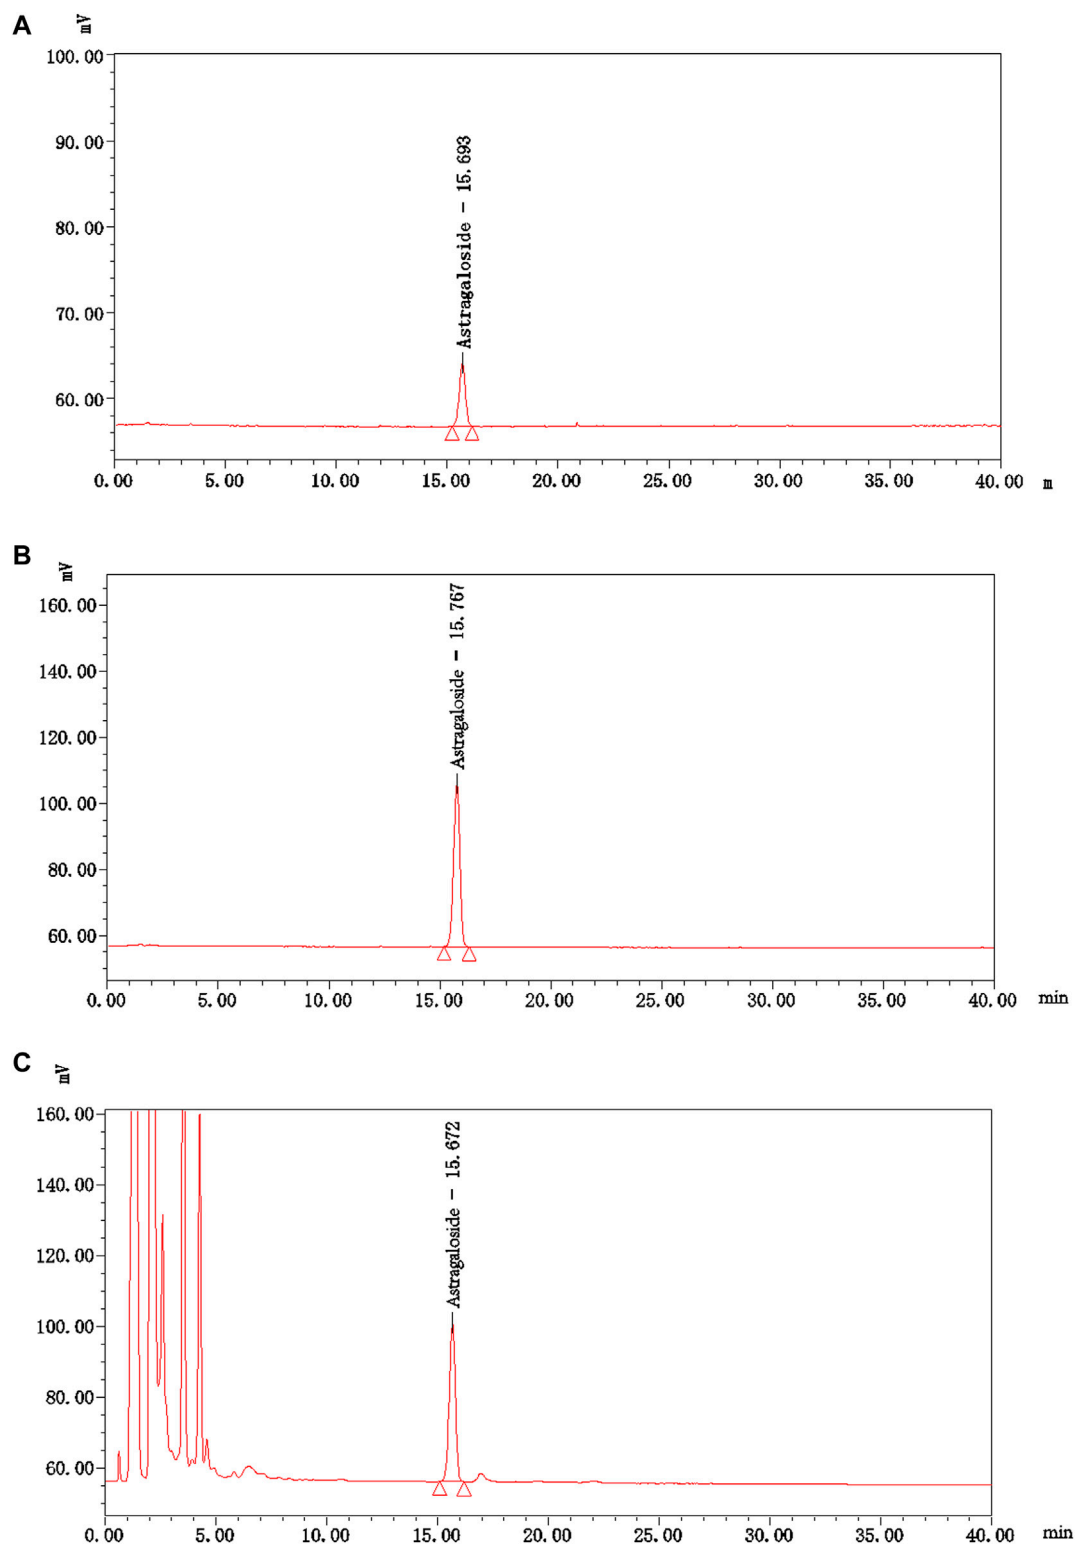 A
mV
100.00
90.00
80.00
70.00
60.00
Astragaloside - 15.693
0.00 5.00 10.00 15.00 20.00 25.00 30.00 35.00 40.00 m
B
mV
160.00
140.00
120.00
100.00
80.00
60.00
Astragaloside - 15.767
0.00 5.00 10.00 15.00 20.00 25.00 30.00 35.00 40.00 min
C
mV
160.00
140.00
120.00
100.00
80.00
60.00
Astragaloside - 15.672
0.00 5.00 10.00 15.00 20.00 25.00 30.00 35.00 40.00 min